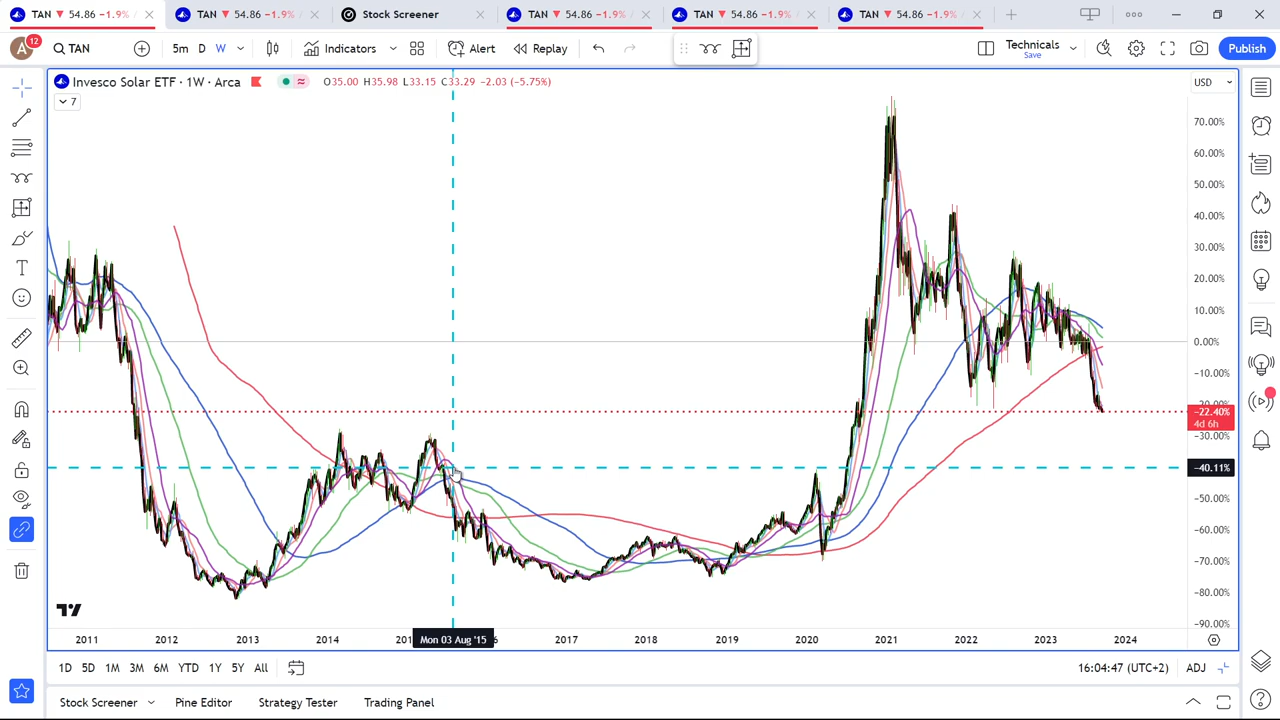 TAN ▼ 54.86 −1.9% /
TAN ▼ 54.86 −1.9% /
Stock Screener
TAN ▼ 54.86 −1.9% /
TAN ▼ 54.86 −1.9% /
TAN ▼ 54.86 −1.9% /
A 12
TAN
5m D W
Indicators
Alert
Replay
Technicals
Save
Publish
Invesco Solar ETF · 1W · Arca
O35.00 H35.98 L33.15 C33.29 −2.03 (−5.75%)
USD
7
70.00%
60.00%
50.00%
40.00%
30.00%
20.00%
10.00%
0.00%
−10.00%
−22.40%
4d 6h
−30.00%
−40.11%
−50.00%
−60.00%
−70.00%
−80.00%
−90.00%
2011 2012 2013 2014 Mon 03 Aug '15 2017 2018 2019 2020 2021 2022 2023 2024
1D 5D 1M 3M 6M YTD 1Y 5Y All
16:04:47 (UTC+2) ADJ
Stock Screener Pine Editor Strategy Tester Trading Panel